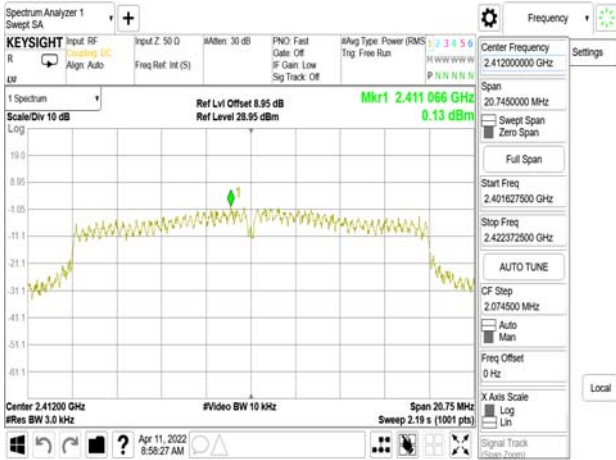 Spectrum Analyzer 1
Swept SA
+
Frequency
KEYSIGHT
R
Input: RF
Coupling: DC
Align: Auto
Input Z: 50 Ω
Freq Ref: Int (S)
#Atten: 30 dB
PNO: Fast
Gate: Off
IF Gain: Low
Sig Track: Off
#Avg Type: Power (RMS
Trig: Free Run
1 2 3 4 5 6
M W W W W W
P N N N N N
1 Spectrum
Scale/Div 10 dB
Log
Ref Lvl Offset 8.95 dB
Ref Level 28.95 dBm
Mkr1 2.411 066 GHz
0.13 dBm
1
19.0
8.95
-1.05
-11.1
-21.1
-31.1
-41.1
-51.1
-61.1
Center 2.41200 GHz
#Res BW 3.0 kHz
#Video BW 10 kHz
Span 20.75 MHz
Sweep 2.19 s (1001 pts)
Apr 11, 2022
8:58:27 AM
?
Center Frequency
2.412000000 GHz
Span
20.7450000 MHz
Swept Span
Zero Span
Full Span
Start Freq
2.401627500 GHz
Stop Freq
2.422372500 GHz
AUTO TUNE
CF Step
2.074500 MHz
Auto
Man
Freq Offset
0 Hz
X Axis Scale
Log
Lin
Signal Track
(Span Zoom)
Settings
Local